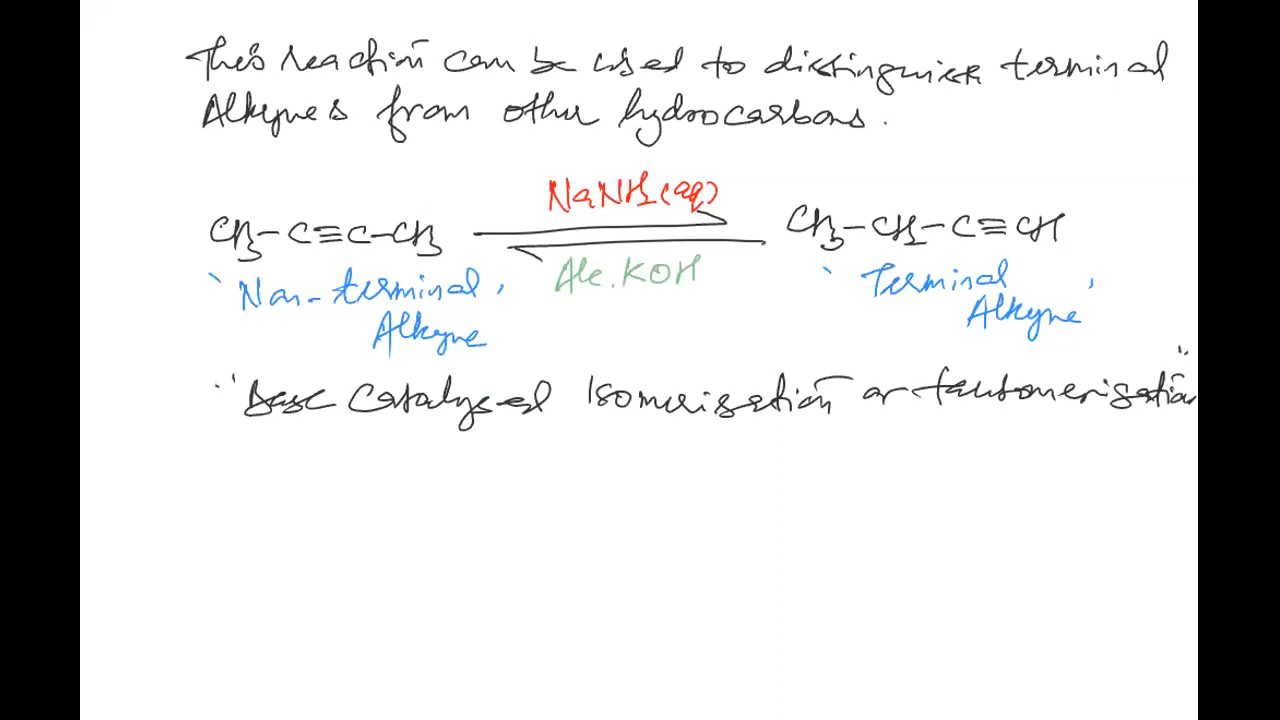 This reaction can be used to distinguish terminal
Alkynes from other hydrocarbons.
NaNH₂(aq)
CH₃-C≡C-CH₃ ⇌ CH₃-CH₂-C≡CH
Alc. KOH
'Non-terminal Alkyne' 'Terminal Alkyne'
"Base Catalysed Isomerisation or tautomerisation"